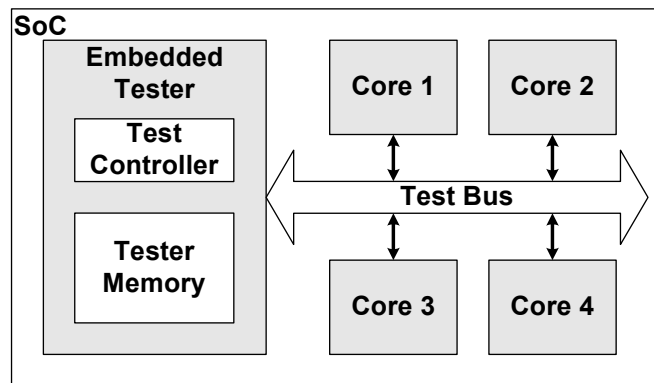 SoC
Embedded
Tester
Test
Controller
Tester
Memory
Core 1
Core 2
Test Bus
Core 3
Core 4